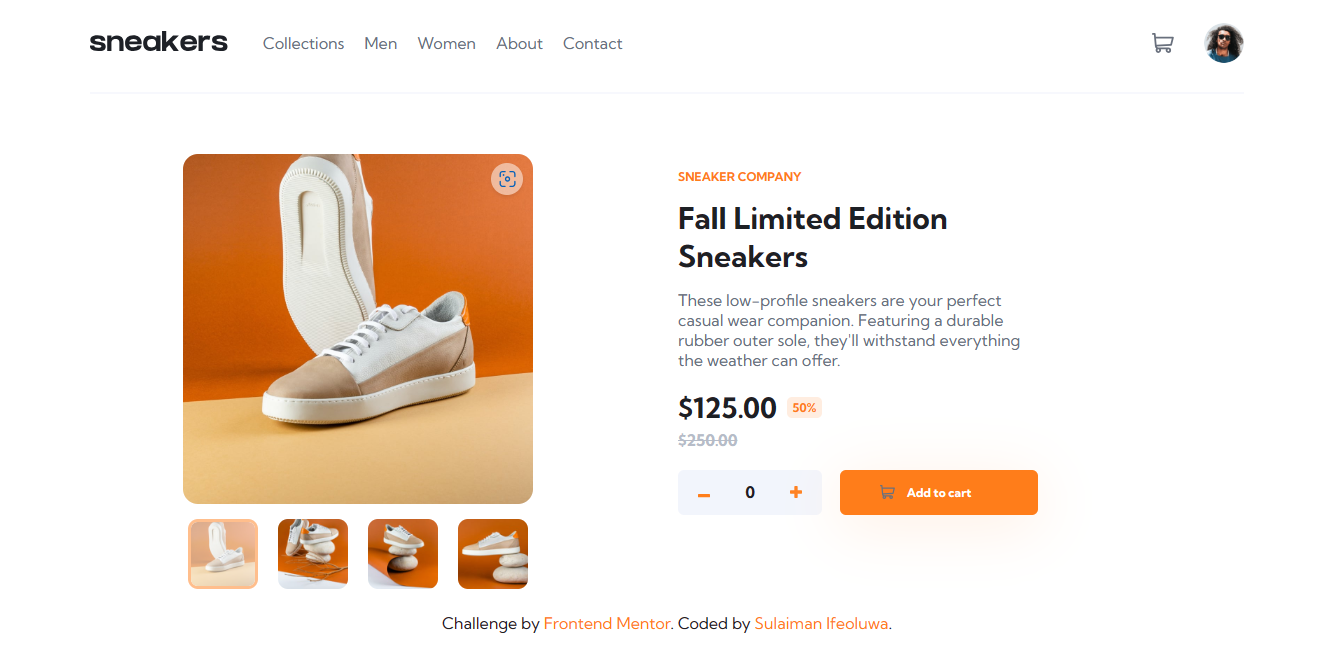 sneakers Collections Men Women About Contact
SNEAKER COMPANY
Fall Limited Edition
Sneakers
These low-profile sneakers are your perfect
casual wear companion. Featuring a durable
rubber outer sole, they'll withstand everything
the weather can offer.
$125.00 50%
$250.00
0 Add to cart
Challenge by Frontend Mentor. Coded by Sulaiman Ifeoluwa.